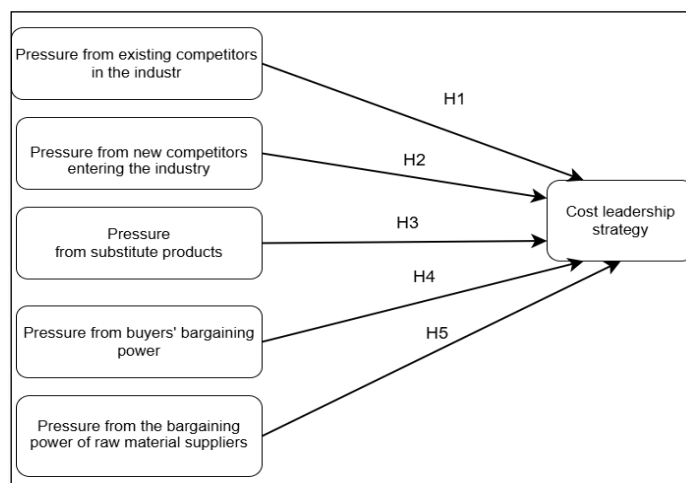 Pressure from existing competitors
in the industr
H1
Pressure from new competitors
entering the industry
H2
Pressure
from substitute products
H3
Cost leadership
strategy
Pressure from buyers' bargaining
power
H4
Pressure from the bargaining
power of raw material suppliers
H5